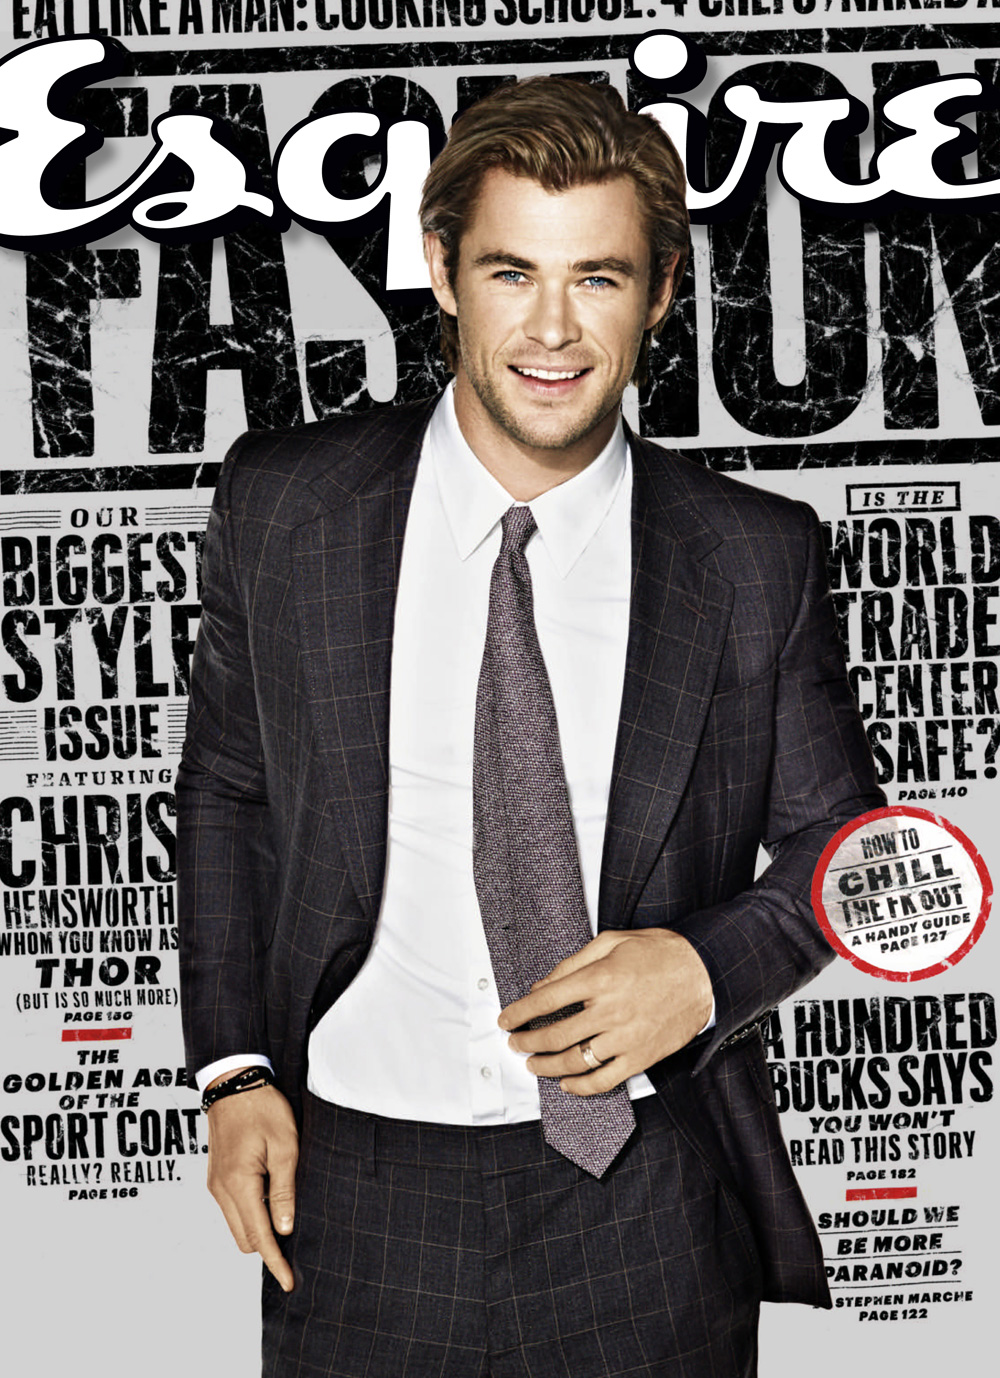 EAT LIKE A MAN: COOKING SCHOOL. 4 CHEFS, NAKED
Esquire
FASHION
OUR
BIGGEST
STYLE
ISSUE
FEATURING
CHRIS
HEMSWORTH
WHOM YOU KNOW AS
THOR
(BUT IS SO MUCH MORE)
PAGE 150
THE
GOLDEN AGE
OF THE
SPORT COAT.
REALLY? REALLY.
PAGE 166
IS THE
WORLD
TRADE
CENTER
SAFE?
PAGE 140
HOW TO
CHILL
THE FK OUT
A HANDY GUIDE
PAGE 127
A HUNDRED
BUCKS SAYS
YOU WON'T
READ THIS STORY
PAGE 182
SHOULD WE
BE MORE
PARANOID?
STEPHEN MARCHE
PAGE 122